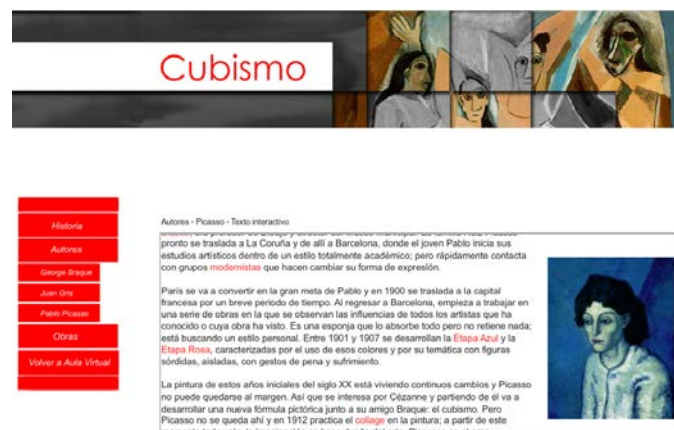 Cubismo
Historia
Autores
George Braque
Juan Gris
Pablo Picasso
Obras
Volver a Aula Virtual
Autores - Picasso - Texto interactivo
pronto se traslada a La Coruña y de allí a Barcelona, donde el joven Pablo inicia sus
estudios artísticos dentro de un estilo totalmente académico; pero rápidamente contacta
con grupos modernistas que hacen cambiar su forma de expresión.
París se va a convertir en la gran meta de Pablo y en 1900 se traslada a la capital
francesa por un breve periodo de tiempo. Al regresar a Barcelona, empieza a trabajar en
una serie de obras en la que se observan las influencias de todos los artistas que ha
conocido o cuya obra ha visto. Es una esponja que lo absorbe todo pero no retiene nada;
está buscando un estilo personal. Entre 1901 y 1907 se desarrollan la Etapa Azul y la
Etapa Rosa, caracterizadas por el uso de esos colores y por su temática con figuras
sórdidas, aisladas, con gestos de pena y sufrimiento.
La pintura de estos años iniciales del siglo XX está viviendo continuos cambios y Picasso
no puede quedarse al margen. Así que se interesa por Cézanne y partiendo de él va a
desarrollar una nueva fórmula pictórica junto a su amigo Braque: el cubismo. Pero
Picasso no se queda ahí y en 1912 practica el collage en la pintura; a partir de este